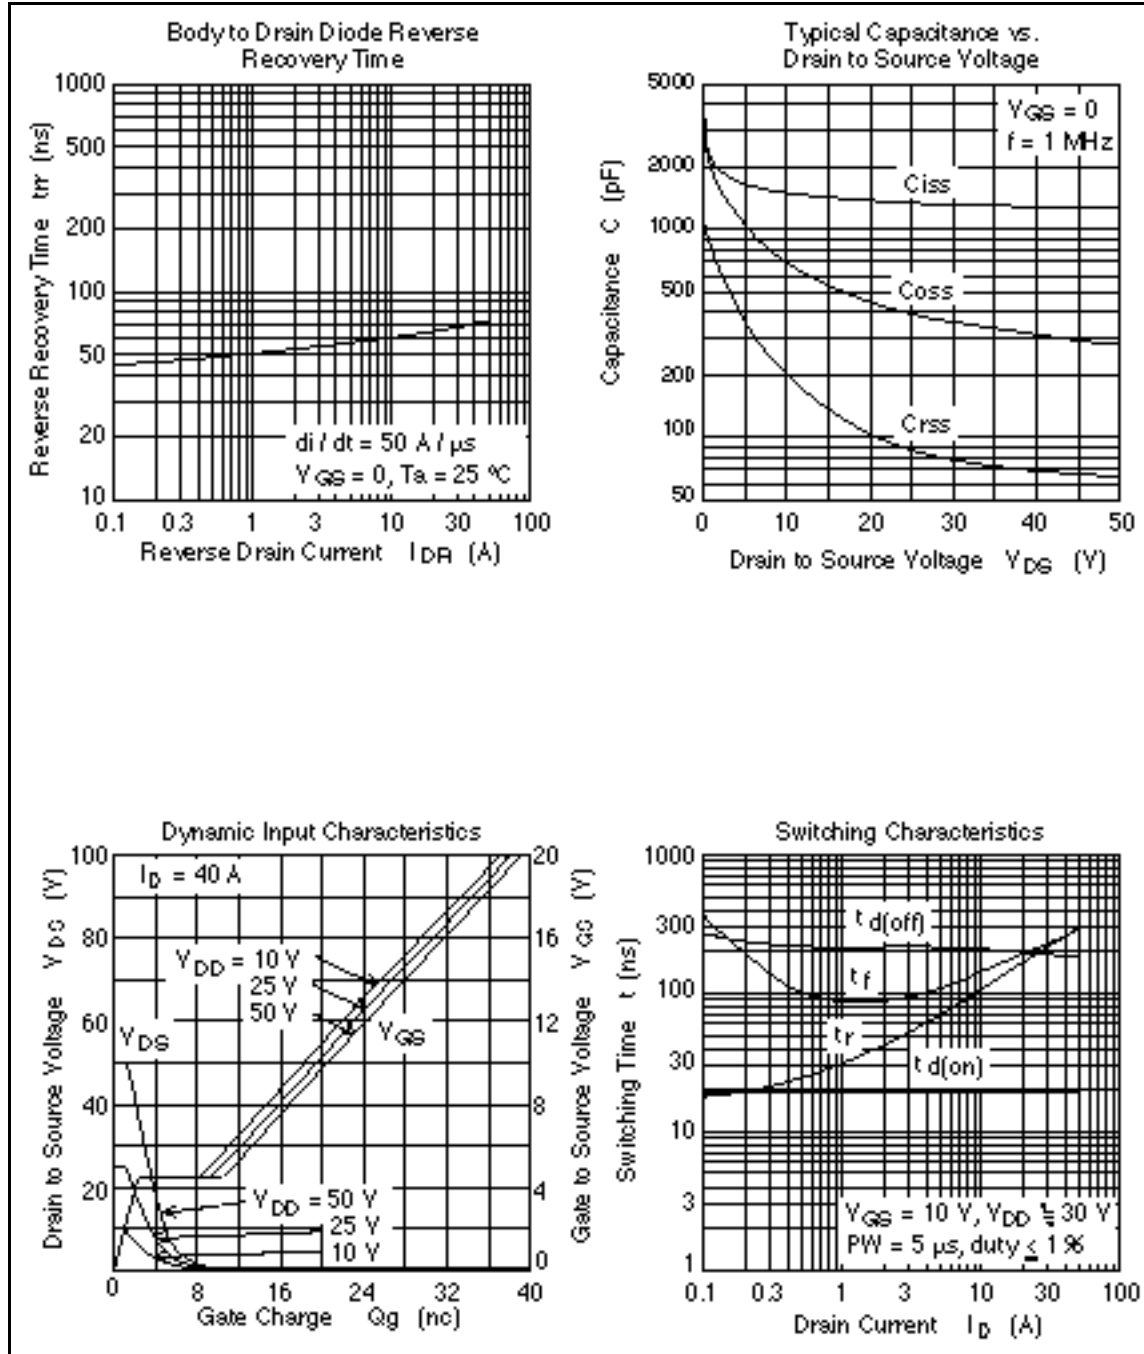 Body to Drain Diode Reverse
Recovery Time
1000
500
200
100
50
20
10
Reverse Recovery Time trr (ns)
di / dt = 50 A / μs
VGS = 0, Ta = 25 °C
0.1 0.3 1 3 10 30 100
Reverse Drain Current IDR (A)
Typical Capacitance vs.
Drain to Source Voltage
5000
2000
1000
500
200
100
50
Capacitance C (pF)
VGS = 0
f = 1 MHz
Ciss
Coss
Crss
0 10 20 30 40 50
Drain to Source Voltage VDS (V)
Dynamic Input Characteristics
100
80
60
40
20
Drain to Source Voltage VDS (V)
ID = 40 A
VDD = 10 V
25 V
50 V
VDS
VGS
VDD = 50 V
25 V
10 V
20
16
12
8
4
0
Gate to Source Voltage VGS (V)
0 8 16 24 32 40
Gate Charge Qg (nc)
Switching Characteristics
1000
300
100
30
10
3
1
Switching Time t (ns)
td(off)
tf
tr
td(on)
VGS = 10 V, VDD ≒ 30 V
PW = 5 μs, duty ≤ 1 %
0.1 0.3 1 3 10 30 100
Drain Current ID (A)